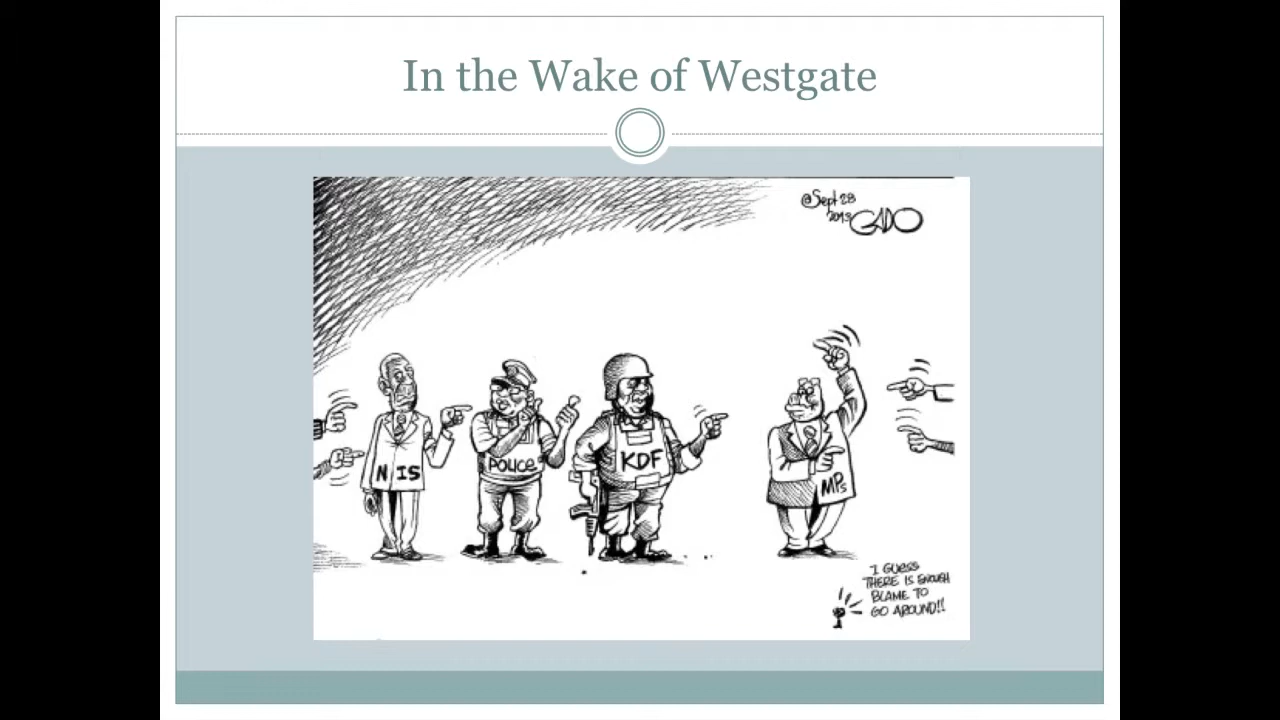 In the Wake of Westgate
@Sept 28
2013 GADO
N IS
POLICE
KDF
MPs
I GUESS
THERE IS ENOUGH
BLAME TO
GO AROUND!!